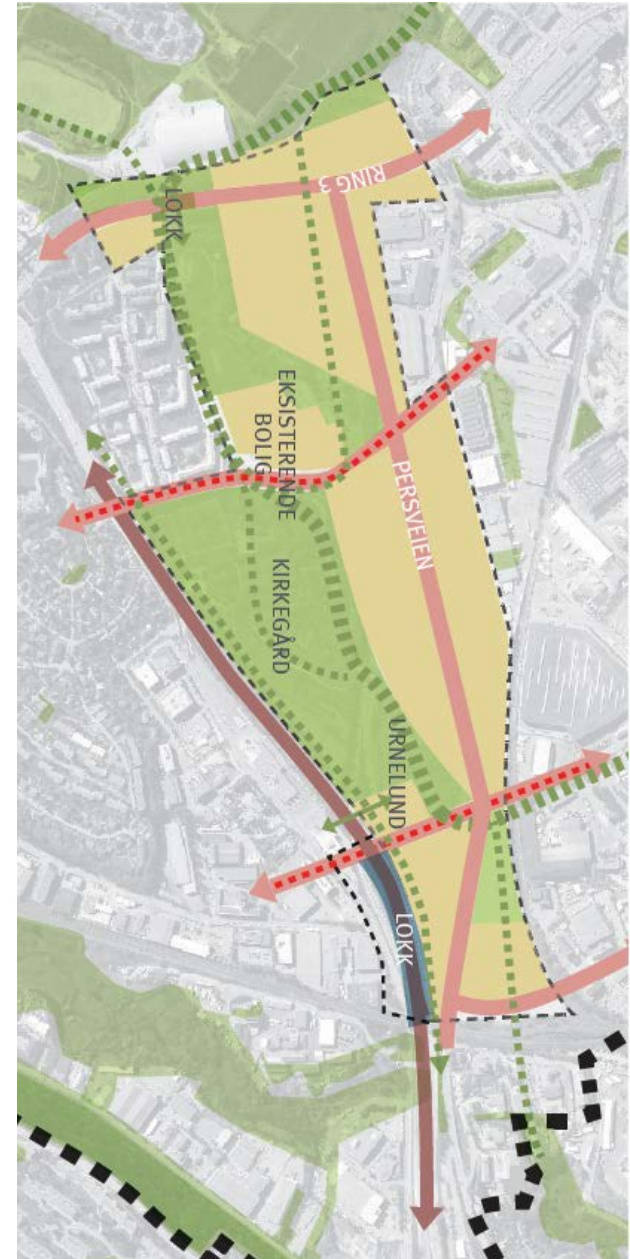 RING 3
LOKK
EKSISTERENDE
BOLIG
PERSVEIEN
KIRKEGÅRD
URNELUND
LOKK